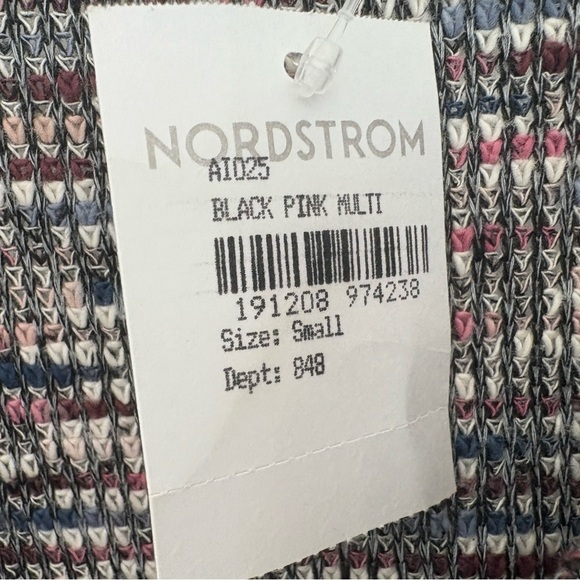 NORDSTROM
AI025
BLACK PINK MULTI
191208 974238
Size: Small
Dept: 848